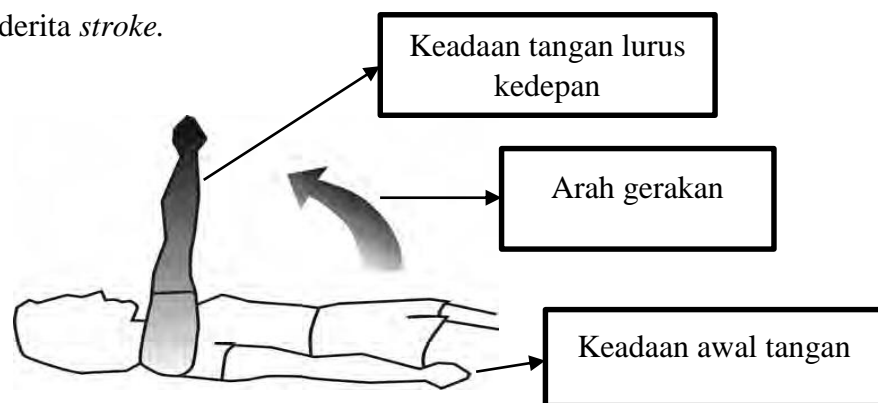 derita stroke.
Keadaan tangan lurus
kedepan
Arah gerakan
Keadaan awal tangan